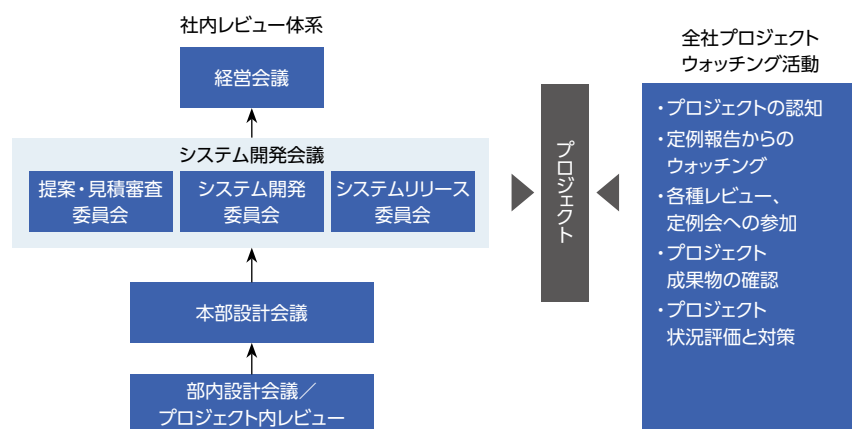 社内レビュー体系
経営会議
システム開発会議
提案・見積審査
委員会
システム開発
委員会
システムリリース
委員会
本部設計会議
部内設計会議／
プロジェクト内レビュー
プロジェクト
全社プロジェクト
ウォッチング活動
・プロジェクトの認知
・定例報告からの
ウォッチング
・各種レビュー、
定例会への参加
・プロジェクト
成果物の確認
・プロジェクト
状況評価と対策